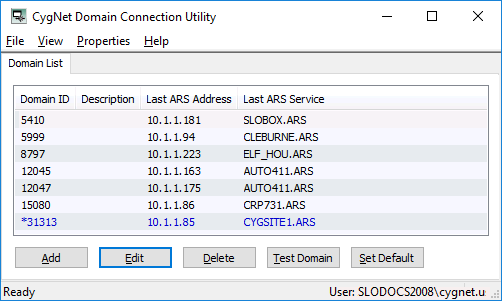 CygNet Domain Connection Utility
File View Properties Help
Domain List
Domain ID Description Last ARS Address Last ARS Service
5410 10.1.1.181 SLOBOX.ARS
5999 10.1.1.94 CLEBURNE.ARS
8797 10.1.1.223 ELF_HOU.ARS
12045 10.1.1.163 AUTO411.ARS
12047 10.1.1.175 AUTO411.ARS
15080 10.1.1.86 CRP731.ARS
*31313 10.1.1.85 CYGSITE1.ARS
Add Edit Delete Test Domain Set Default
Ready User: SLODOCS2008\cygnet.u